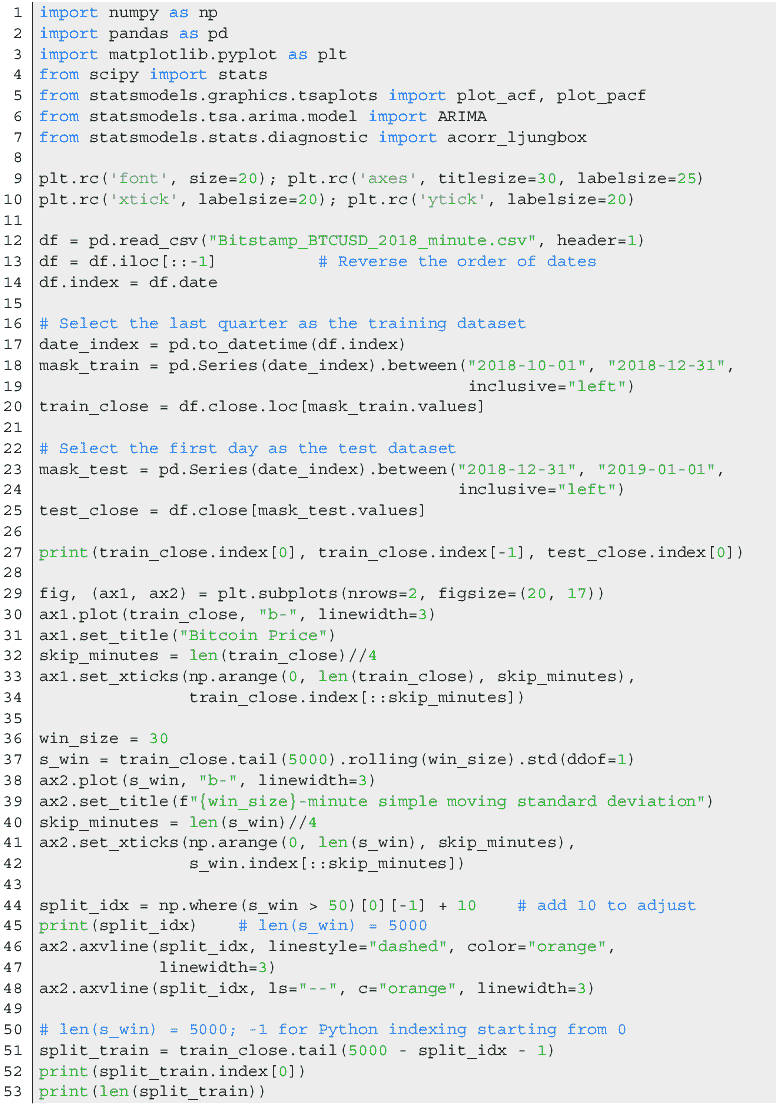 1 import numpy as np
2 import pandas as pd
3 import matplotlib.pyplot as plt
4 from scipy import stats
5 from statsmodels.graphics.tsaplots import plot_acf, plot_pacf
6 from statsmodels.tsa.arima.model import ARIMA
7 from statsmodels.stats.diagnostic import acorr_ljungbox
8
9 plt.rc('font', size=20); plt.rc('axes', titlesize=30, labelsize=25)
10 plt.rc('xtick', labelsize=20); plt.rc('ytick', labelsize=20)
11
12 df = pd.read_csv("Bitstamp_BTCUSD_2018_minute.csv", header=1)
13 df = df.iloc[::-1]          # Reverse the order of dates
14 df.index = df.date
15
16 # Select the last quarter as the training dataset
17 date_index = pd.to_datetime(df.index)
18 mask_train = pd.Series(date_index).between("2018-10-01", "2018-12-31",
19                                            inclusive="left")
20 train_close = df.close.loc[mask_train.values]
21
22 # Select the first day as the test dataset
23 mask_test = pd.Series(date_index).between("2018-12-31", "2019-01-01",
24                                           inclusive="left")
25 test_close = df.close[mask_test.values]
26
27 print(train_close.index[0], train_close.index[-1], test_close.index[0])
28
29 fig, (ax1, ax2) = plt.subplots(nrows=2, figsize=(20, 17))
30 ax1.plot(train_close, "b-", linewidth=3)
31 ax1.set_title("Bitcoin Price")
32 skip_minutes = len(train_close)//4
33 ax1.set_xticks(np.arange(0, len(train_close), skip_minutes),
34                train_close.index[::skip_minutes])
35
36 win_size = 30
37 s_win = train_close.tail(5000).rolling(win_size).std(ddof=1)
38 ax2.plot(s_win, "b-", linewidth=3)
39 ax2.set_title(f"{win_size}-minute simple moving standard deviation")
40 skip_minutes = len(s_win)//4
41 ax2.set_xticks(np.arange(0, len(s_win), skip_minutes),
42                s_win.index[::skip_minutes])
43
44 split_idx = np.where(s_win > 50)[0][-1] + 10    # add 10 to adjust
45 print(split_idx)    # len(s_win) = 5000
46 ax2.axvline(split_idx, linestyle="dashed", color="orange",
47             linewidth=3)
48 ax2.axvline(split_idx, ls="--", c="orange", linewidth=3)
49
50 # len(s_win) = 5000; -1 for Python indexing starting from 0
51 split_train = train_close.tail(5000 - split_idx - 1)
52 print(split_train.index[0])
53 print(len(split_train))